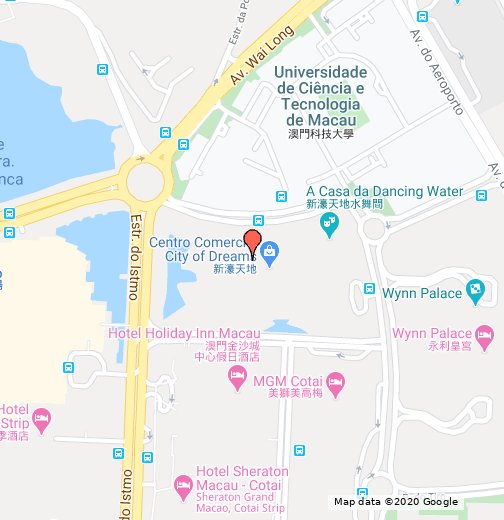 Estr. da Po
Av. Wai Long
Universidade
de Ciência e
Tecnologia
de Macau
澳門科技大學
Av. do Aeroporto
e
ra.
nca
Av. d
A Casa da Dancing Water
新濠天地水舞間
Estr. do Istmo
Centro Comercia
City of Dreams
新濠天地
Wynn Palace
Hotel Holiday Inn Macau
澳門金沙城
中心假日酒店
Wynn Palace
永利皇宮
MGM Cotai
美獅美高梅
Hotel
Strip
季酒店
Estr. do Istmo
Hotel Sheraton
Macau - Cotai
Sheraton Grand
Macao, Cotai Strip
Map data ©2020 Google